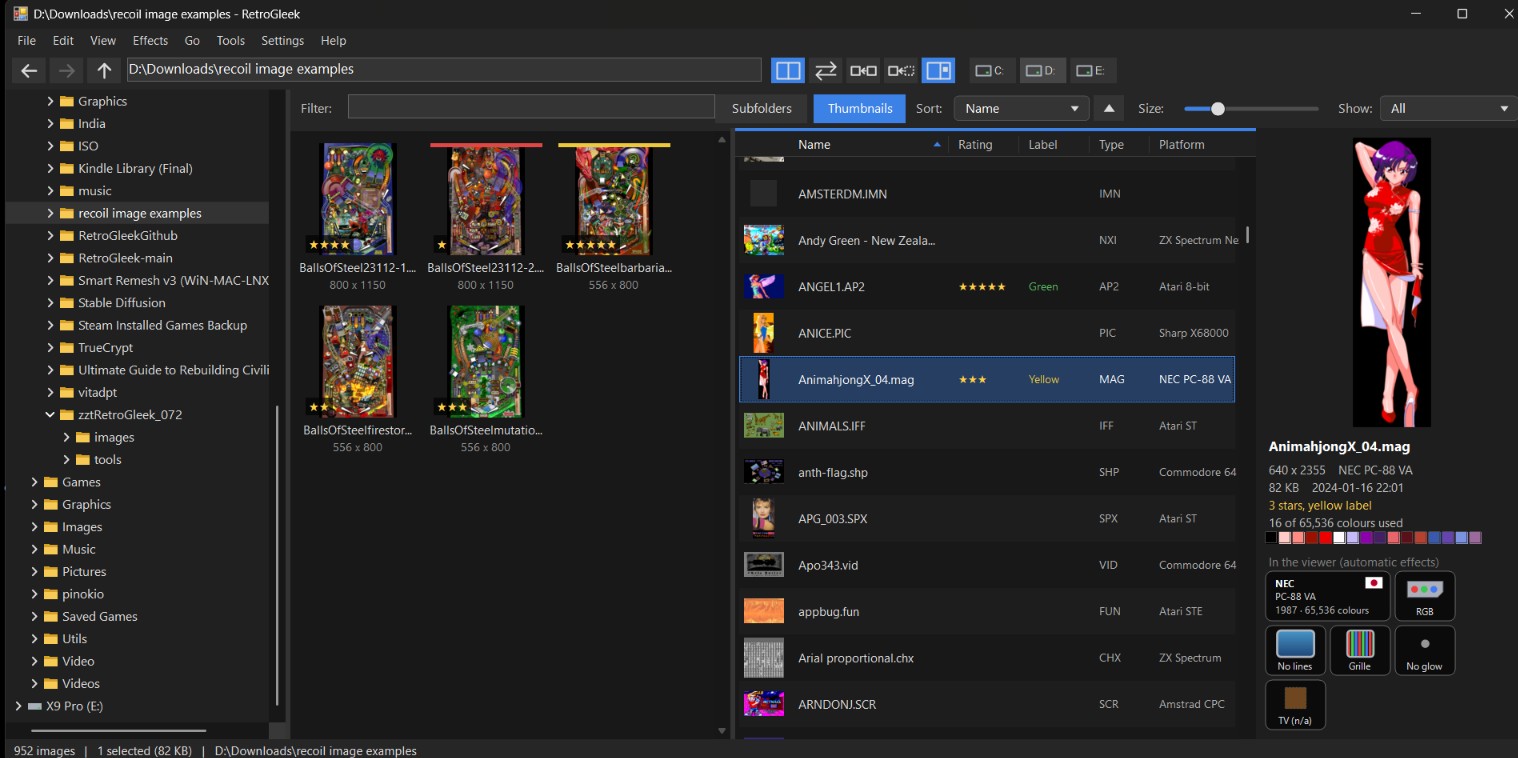 D:\Downloads\recoil image examples - RetroGleek
File Edit View Effects Go Tools Settings Help
D:\Downloads\recoil image examples
C: D: E:
Graphics
India
ISO
Kindle Library (Final)
music
recoil image examples
RetroGleekGithub
RetroGleek-main
Smart Remesh v3 (WiN-MAC-LNX
Stable Diffusion
Steam Installed Games Backup
TrueCrypt
Ultimate Guide to Rebuilding Civili
vitadpt
zztRetroGleek_072
images
tools
Games
Graphics
Images
Music
Pictures
pinokio
Saved Games
Utils
Video
Videos
X9 Pro (E:)
Filter: Subfolders Thumbnails Sort: Name Size: Show: All
BallsOfSteel23112-1... BallsOfSteel23112-2... BallsOfSteelbarbaria...
800 x 1150 800 x 1150 556 x 800
BallsOfSteelfirestor... BallsOfSteelmutatio...
556 x 800 556 x 800
Name Rating Label Type Platform
AMSTERDM.IMN IMN
Andy Green - New Zeala... NXI ZX Spectrum Ne
ANGEL1.AP2 ★★★★★ Green AP2 Atari 8-bit
ANICE.PIC PIC Sharp X68000
AnimahjongX_04.mag ★★★ Yellow MAG NEC PC-88 VA
ANIMALS.IFF IFF Atari ST
anth-flag.shp SHP Commodore 64
APG_003.SPX SPX Atari ST
Apo343.vid VID Commodore 64
appbug.fun FUN Atari STE
Arial proportional.chx CHX ZX Spectrum
ARNDONJ.SCR SCR Amstrad CPC
AnimahjongX_04.mag
640 x 2355 NEC PC-88 VA
82 KB 2024-01-16 22:01
3 stars, yellow label
16 of 65,536 colours used
In the viewer (automatic effects)
NEC
PC-88 VA
1987 · 65,536 colours
RGB
No lines Grille No glow
TV (n/a)
952 images | 1 selected (82 KB) | D:\Downloads\recoil image examples